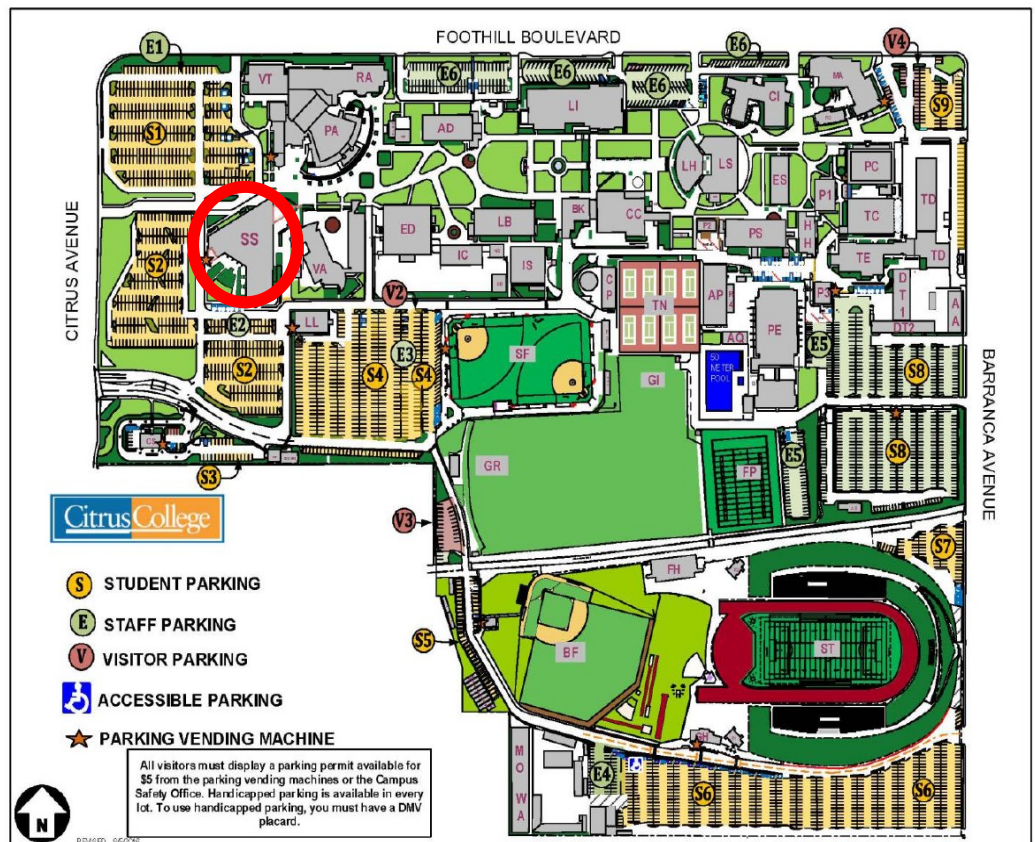 FOOTHILL BOULEVARD
E1
E6
E6
E6
E6
V4
VT
RA
LI
CI
MA
S9
S1
PA
AD
LH
LS
ES
PC
P1
TD
SS
VA
ED
LB
BK
CC
P2
PS
H
H
TC
TE
TD
CITRUS AVENUE
S2
IC
IS
V2
CP
TN
AP
P3
D
T
1
DT2
A
A
E2
LL
E3
S4
S4
SF
AQ
PE
E5
S2
GI
50
METER
POOL
S8
BARRANCA AVENUE
CS
S3
GR
FP
E5
S8
CitrusCollege
V3
S7
FH
S STUDENT PARKING
E STAFF PARKING
V VISITOR PARKING
ACCESSIBLE PARKING
PARKING VENDING MACHINE
S5
BF
ST
GH
M
O
W
A
E4
S6
S6
All visitors must display a parking permit available for
$5 from the parking vending machines or the Campus
Safety Office. Handicapped parking is available in every
lot. To use handicapped parking, you must have a DMV
placard.
N